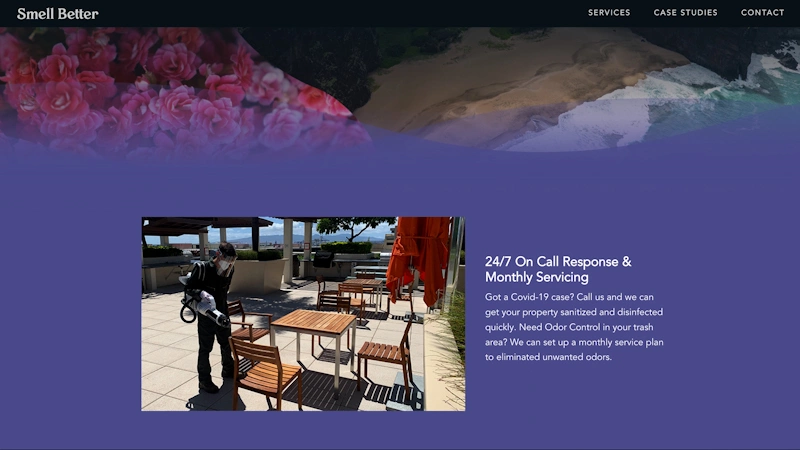 Smell Better
SERVICES CASE STUDIES CONTACT
24/7 On Call Response &
Monthly Servicing
Got a Covid-19 case? Call us and we can
get your property sanitized and disinfected
quickly. Need Odor Control in your trash
area? We can set up a monthly service plan
to eliminated unwanted odors.